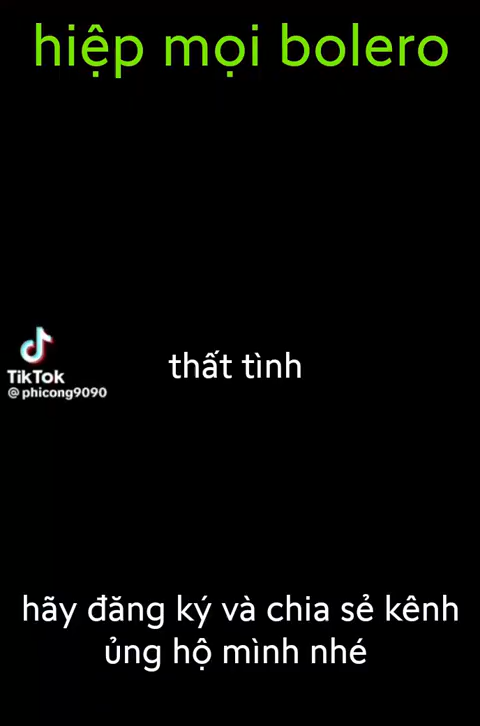 hiệp mọi bolero
thất tình
TikTok
@phicong9090
hãy đăng ký và chia sẻ kênh
ủng hộ mình nhé